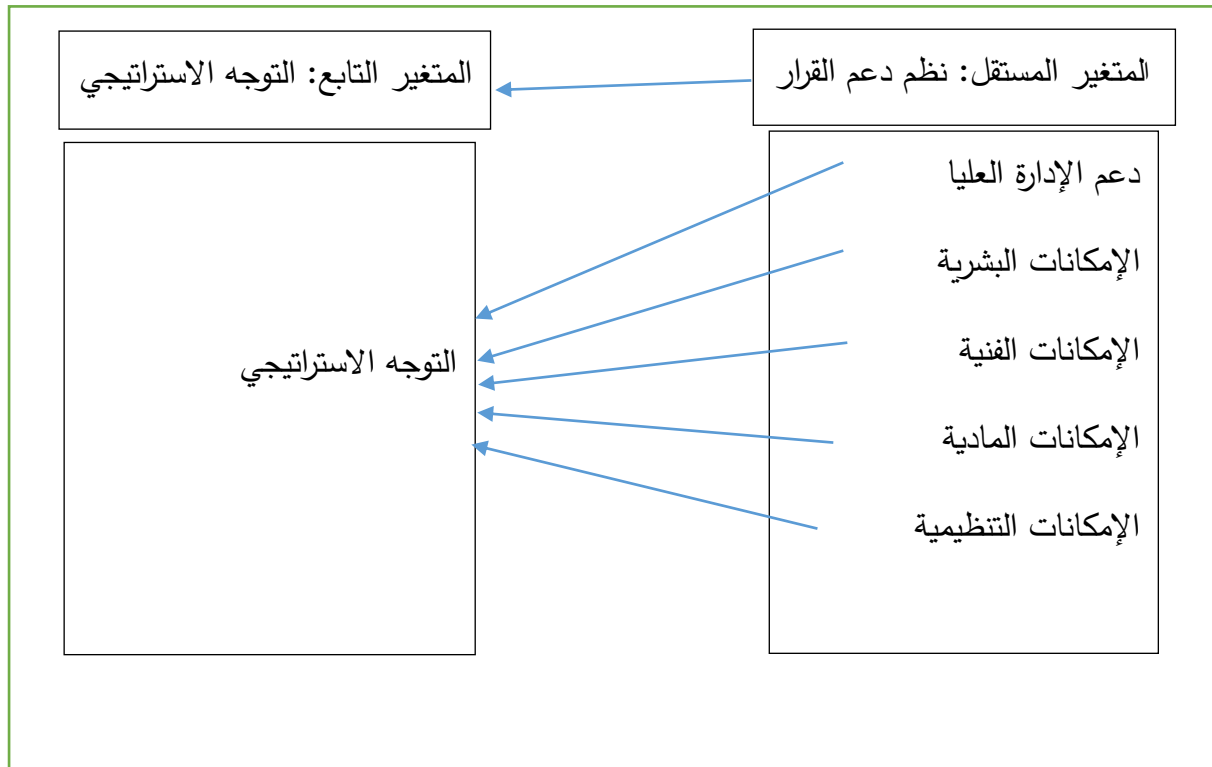 المتغير المستقل: نظم دعم القرار
المتغير التابع: التوجه الاستراتيجي
دعم الإدارة العليا
الإمكانات البشرية
الإمكانات الفنية
الإمكانات المادية
الإمكانات التنظيمية
التوجه الاستراتيجي